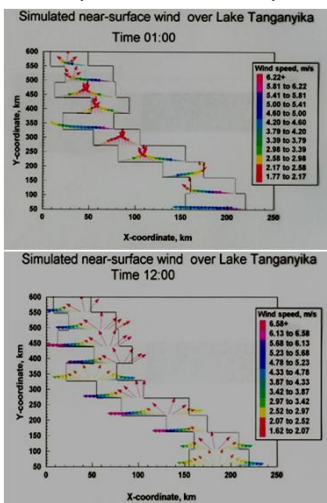 Simulated near-surface wind over Lake Tanganyika
Time 01:00
Y-coordinate, km
600
550
500
450
400
350
300
250
200
150
100
50
0
50
100
150
200
250
X-coordinate, km
Wind speed, m/s
6.22+
5.81 to 6.22
5.41 to 5.81
5.00 to 5.41
4.60 to 5.00
4.20 to 4.60
3.79 to 4.20
3.39 to 3.79
2.98 to 3.39
2.58 to 2.98
2.17 to 2.58
1.77 to 2.17
Simulated near-surface wind over Lake Tanganyika
Time 12:00
Y-coordinate, km
600
550
500
450
400
350
300
250
200
150
100
50
0
50
100
150
200
250
X-coordinate, km
Wind speed, m/s
6.58+
6.13 to 6.58
5.68 to 6.13
5.23 to 5.68
4.78 to 5.23
4.33 to 4.78
3.87 to 4.33
3.42 to 3.87
2.97 to 3.42
2.52 to 2.97
2.07 to 2.52
1.62 to 2.07